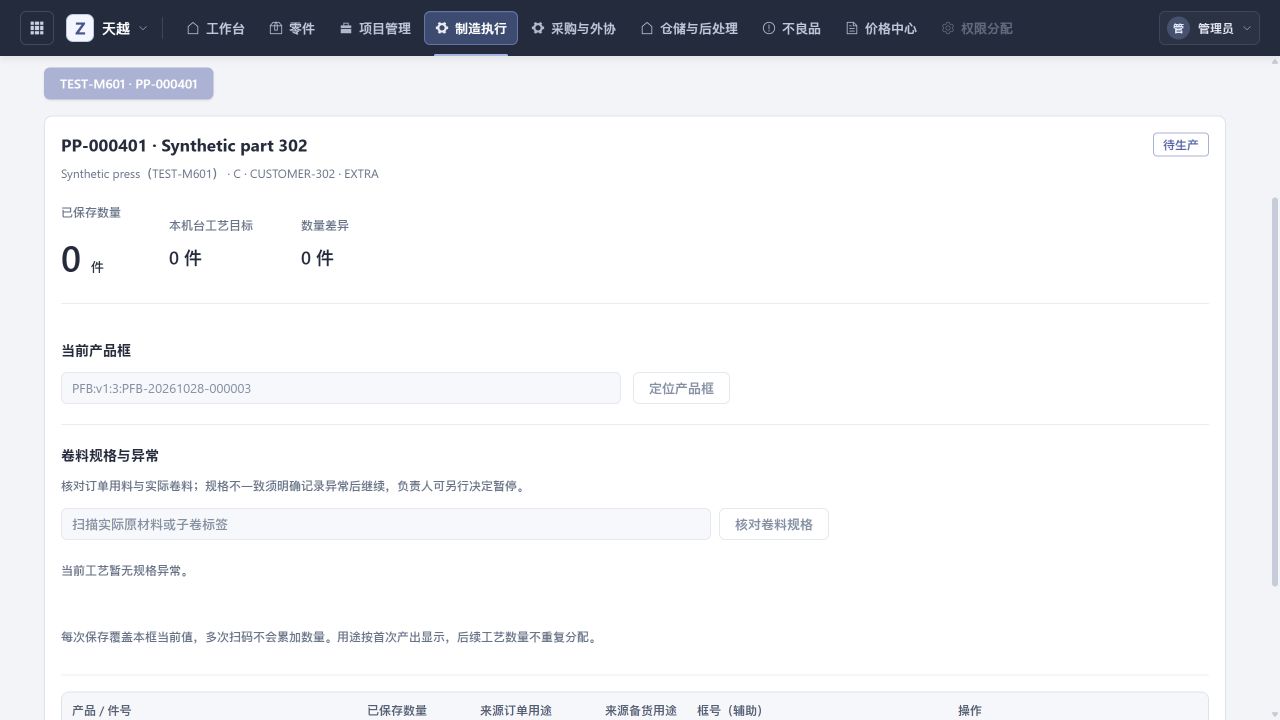 Z 天越 工作台 零件 项目管理 制造执行 采购与外协 仓储与后处理 不良品 价格中心 权限分配 管 管理员
TEST-M601 · PP-000401
PP-000401 · Synthetic part 302 待生产
Synthetic press（TEST-M601） · C · CUSTOMER-302 · EXTRA
已保存数量 本机台工艺目标 数量差异
0 件 0 件 0 件
当前产品框
PFB:v1:3:PFB-20261028-000003 定位产品框
卷料规格与异常
核对订单用料与实际卷料；规格不一致须明确记录异常后继续，负责人可另行决定暂停。
扫描实际原材料或子卷标签 核对卷料规格
当前工艺暂无规格异常。
每次保存覆盖本框当前值，多次扫码不会累加数量。用途按首次产出显示，后续工艺数量不重复分配。
产品 / 件号 已保存数量 来源订单用途 来源备货用途 框号（辅助） 操作